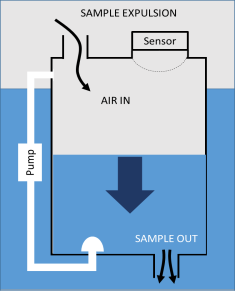 SAMPLE EXPULSION
Sensor
AIR IN
Pump
SAMPLE OUT